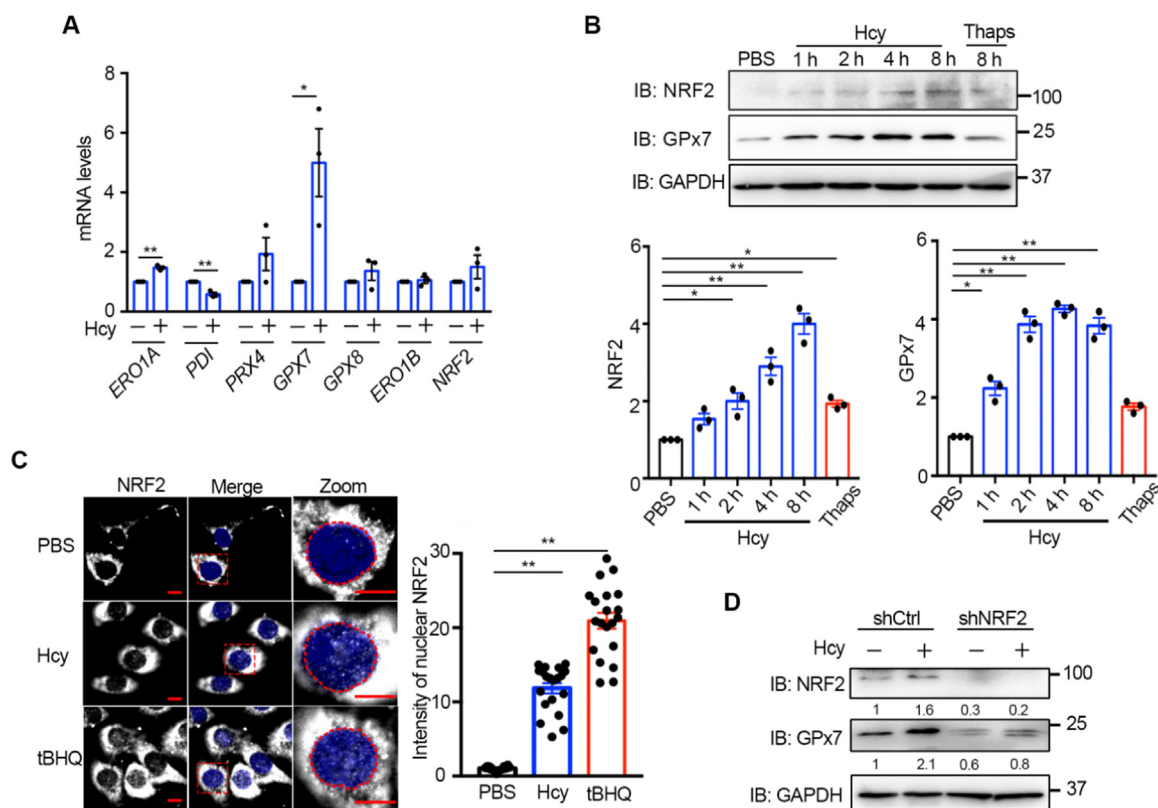 A
mRNA levels
8
6
4
2
1
0
*
**
**
Hcy
− + − + − + − + − + − + − +
ERO1A PDI PRX4 GPX7 GPX8 ERO1B NRF2
B
Hcy Thaps
PBS 1 h 2 h 4 h 8 h 8 h
IB: NRF2 100
IB: GPx7 25
IB: GAPDH 37
NRF2
6
4
2
0
*
**
**
*
PBS 1 h 2 h 4 h 8 h Thaps
Hcy
GPx7
6
4
2
0
**
**
**
*
PBS 1 h 2 h 4 h 8 h Thaps
Hcy
C
NRF2 Merge Zoom
PBS
Hcy
tBHQ
Intensity of nuclear NRF2
30
20
10
0
**
**
PBS Hcy tBHQ
D
shCtrl shNRF2
Hcy − + − +
IB: NRF2 100
1 1.6 0.3 0.2
IB: GPx7 25
1 2.1 0.6 0.8
IB: GAPDH 37